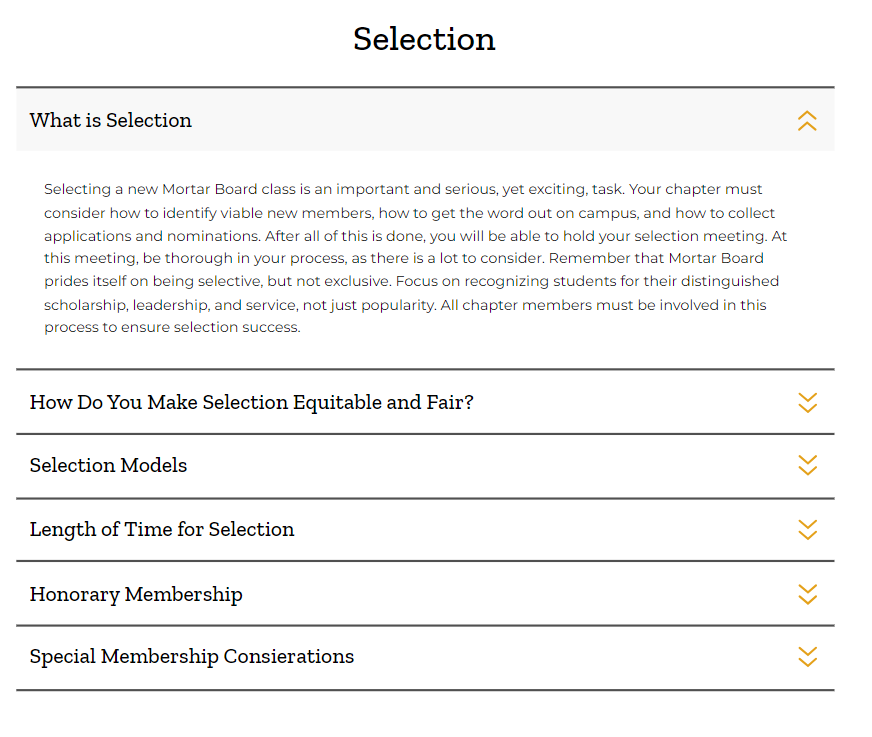 Selection
What is Selection
Selecting a new Mortar Board class is an important and serious, yet exciting, task. Your chapter must
consider how to identify viable new members, how to get the word out on campus, and how to collect
applications and nominations. After all of this is done, you will be able to hold your selection meeting. At
this meeting, be thorough in your process, as there is a lot to consider. Remember that Mortar Board
prides itself on being selective, but not exclusive. Focus on recognizing students for their distinguished
scholarship, leadership, and service, not just popularity. All chapter members must be involved in this
process to ensure selection success.
How Do You Make Selection Equitable and Fair?
Selection Models
Length of Time for Selection
Honorary Membership
Special Membership Consierations